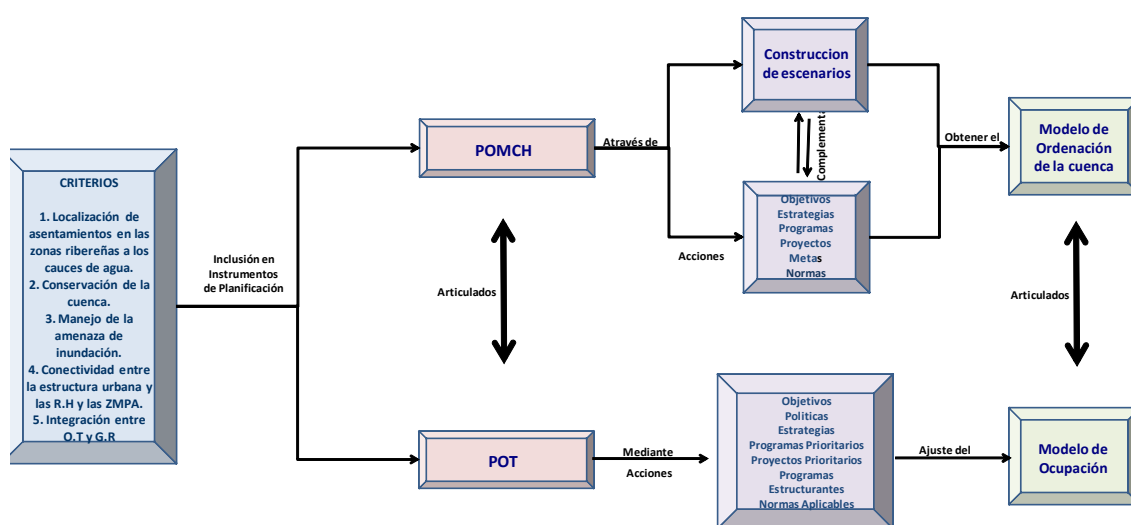 CRITERIOS
1. Localización de
asentamientos en las
zonas ribereñas a los
cauces de agua.
2. Conservación de la
cuenca.
3. Manejo de la
amenaza de
inundación.
4. Conectividad entre
la estructura urbana y
las R.H y las ZMPA.
5. Integración entre
O.T y G.R
Inclusión en
Instrumentos
de Planificación
POMCH
Articulados
POT
Através de
Acciones
Construccion
de escenarios
Complementa
Objetivos
Estrategias
Programas
Proyectos
Metas
Normas
Obtener el
Modelo de
Ordenación
de la cuenca
Articulados
Mediante
Acciones
Objetivos
Politicas
Estrategias
Programas Prioritarios
Proyectos Prioritarios
Programas
Estructurantes
Normas Aplicables
Ajuste del
Modelo de
Ocupación